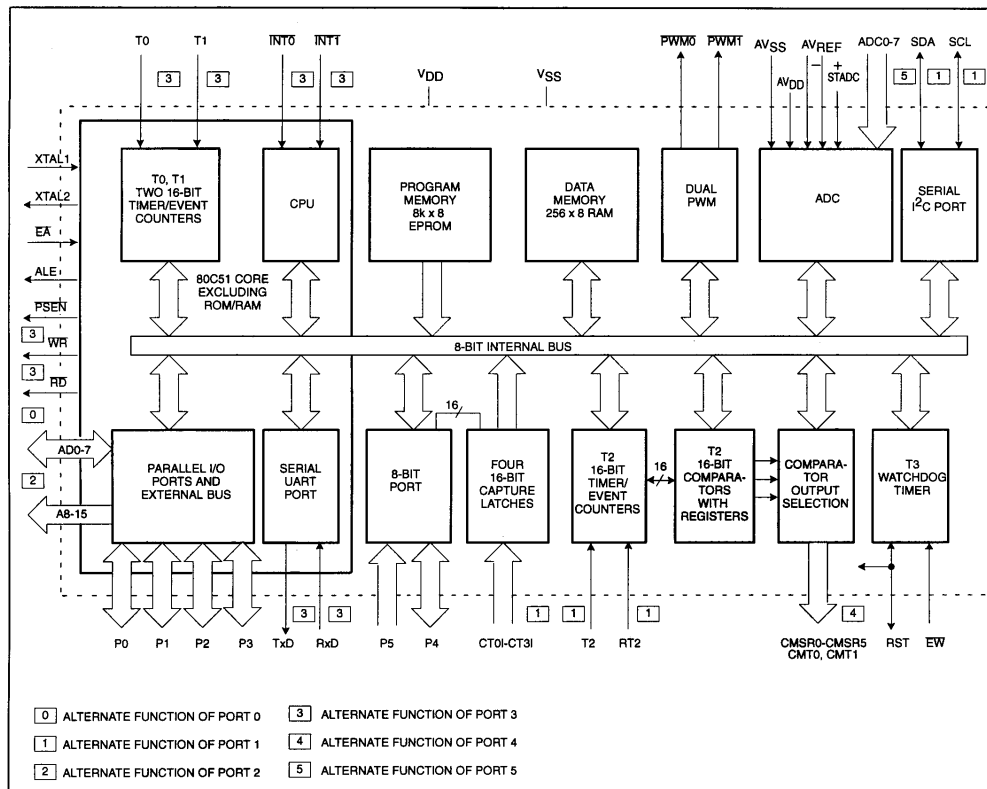 T0 T1 INT0 INT1 PWM0 PWM1 AVSS AVREF ADC0-7 SDA SCL
3 3 3 3 VDD VSS − + STADC 5 1 1
AVDD
XTAL1
XTAL2
EA
ALE
PSEN
3
WR
3
RD
0
AD0-7
2
A8-15
T0, T1
TWO 16-BIT
TIMER/EVENT
COUNTERS
CPU
80C51 CORE
EXCLUDING
ROM/RAM
PROGRAM
MEMORY
8k x 8
EPROM
DATA
MEMORY
256 x 8 RAM
DUAL
PWM
ADC
SERIAL
I2C PORT
8-BIT INTERNAL BUS
PARALLEL I/O
PORTS AND
EXTERNAL BUS
SERIAL
UART
PORT
8-BIT
PORT
16
FOUR
16-BIT
CAPTURE
LATCHES
T2
16-BIT
TIMER/
EVENT
COUNTERS
16
T2
16-BIT
COMPARA-
TORS
WITH
REGISTERS
COMPARA-
TOR
OUTPUT
SELECTION
T3
WATCHDOG
TIMER
3 3 1 1 1 4
P0 P1 P2 P3 TxD RxD P5 P4 CT0I-CT3I T2 RT2 CMSR0-CMSR5 RST EW
CMT0, CMT1
0 ALTERNATE FUNCTION OF PORT 0
1 ALTERNATE FUNCTION OF PORT 1
2 ALTERNATE FUNCTION OF PORT 2
3 ALTERNATE FUNCTION OF PORT 3
4 ALTERNATE FUNCTION OF PORT 4
5 ALTERNATE FUNCTION OF PORT 5